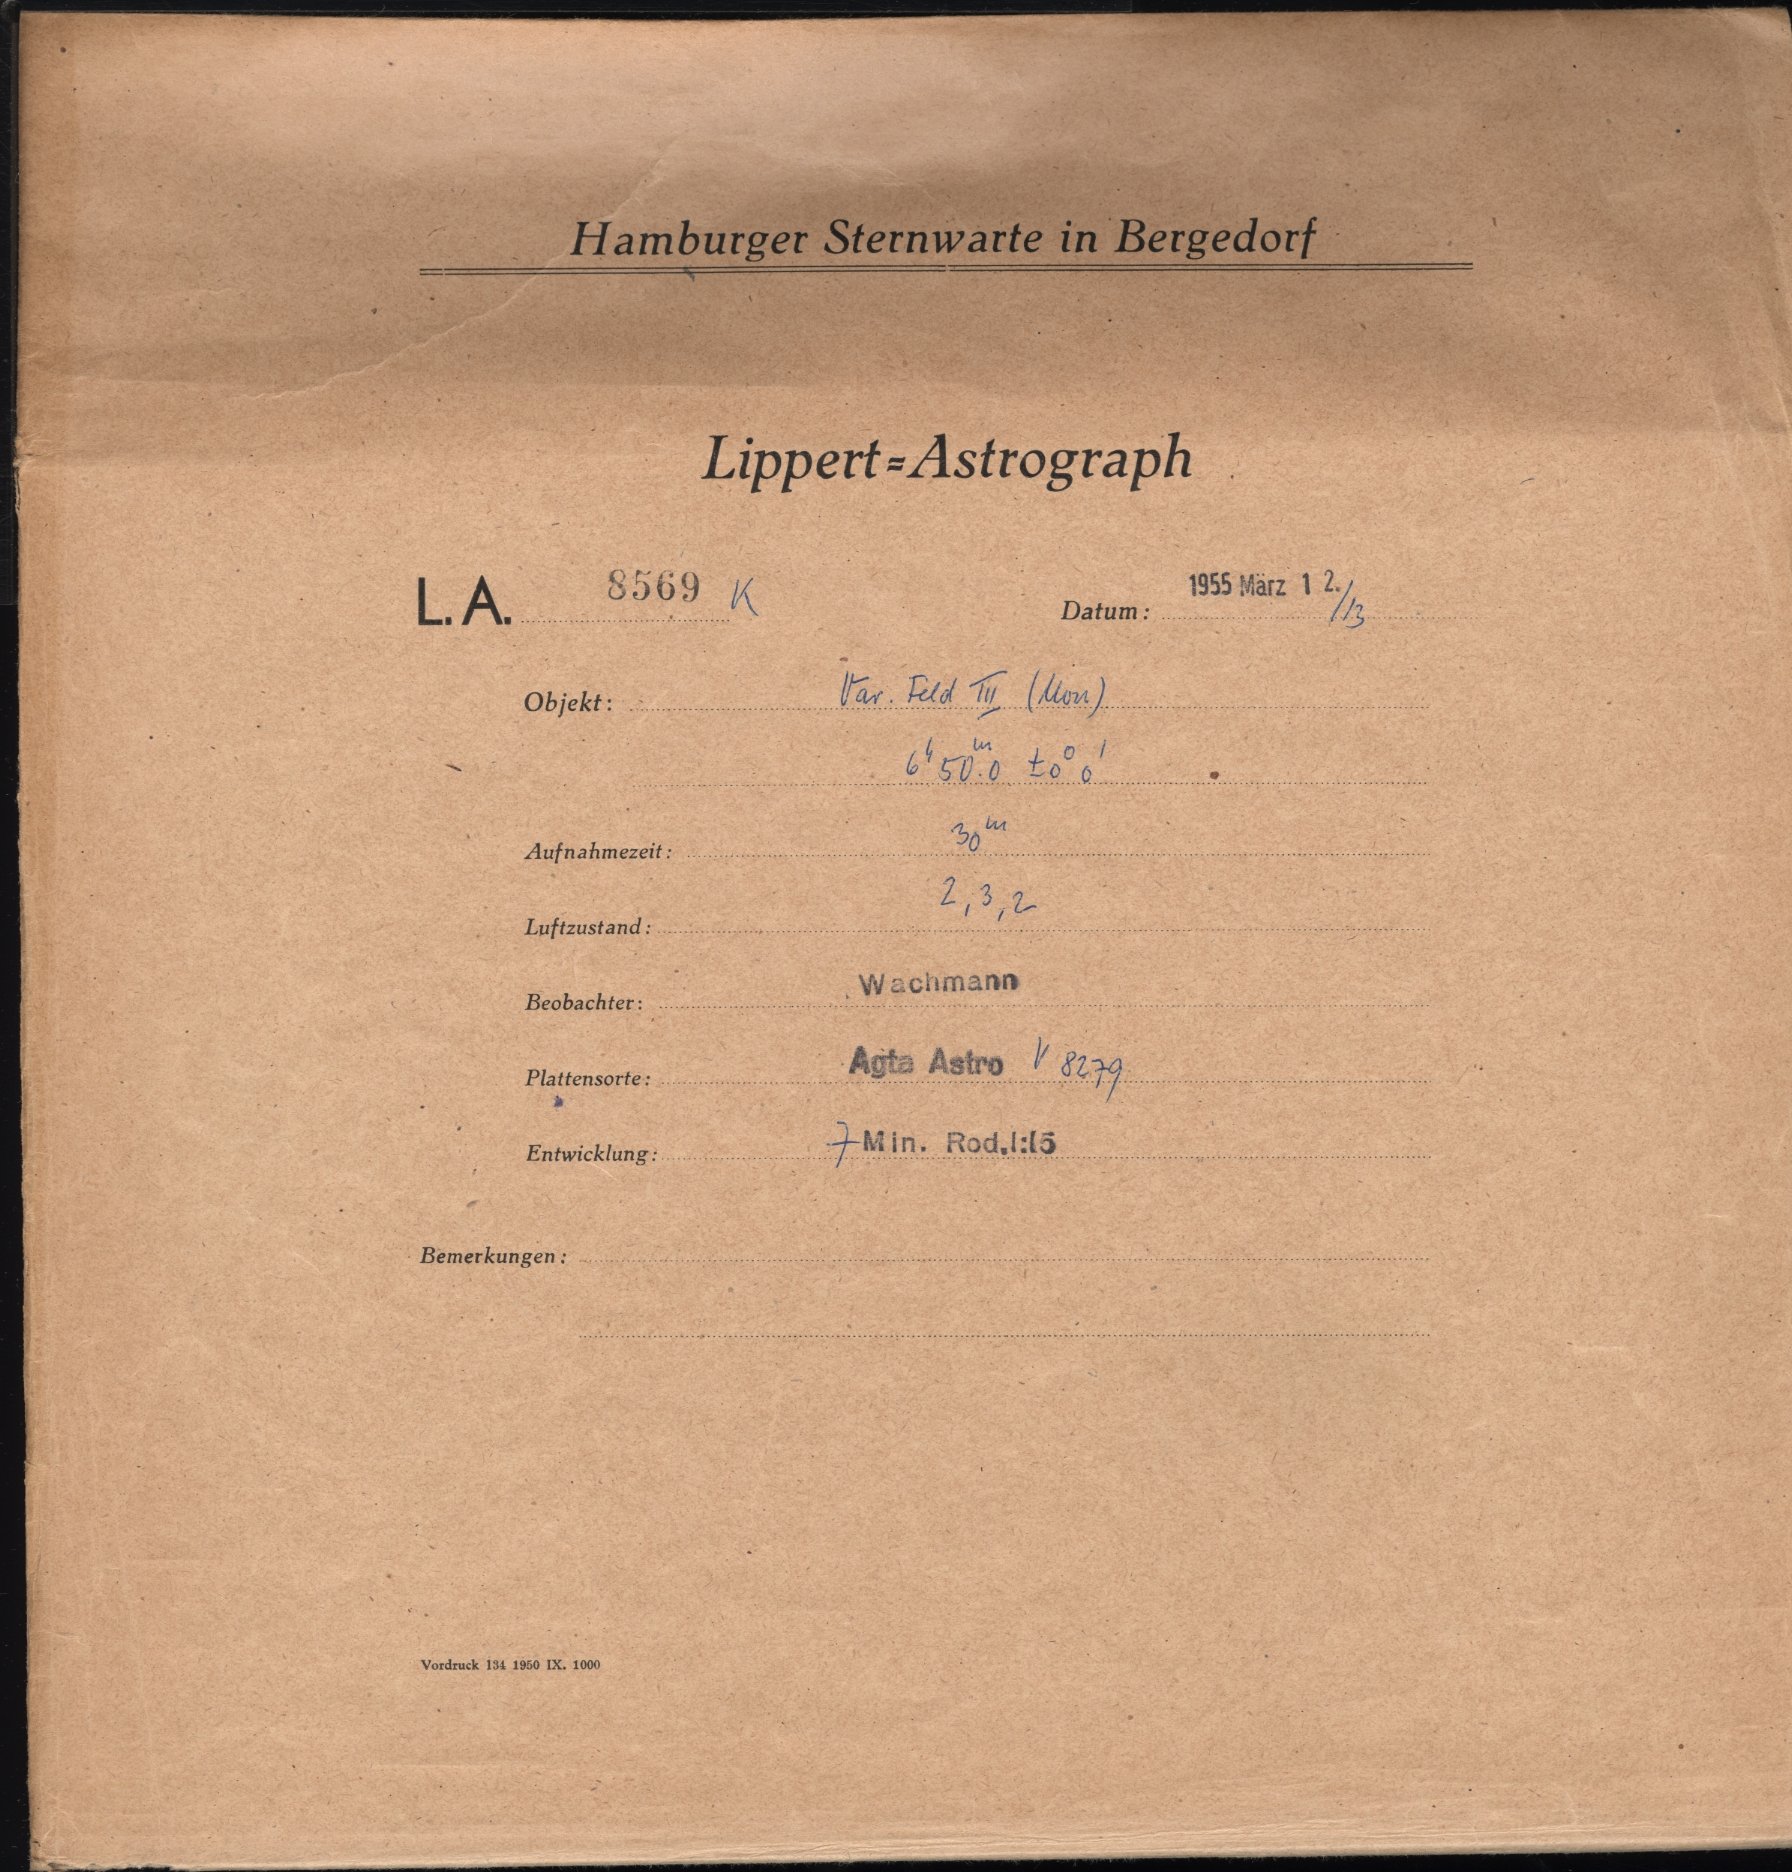 Hamburger Sternwarte in Bergedorf
Lippert=Astrograph
L. A. 8569 K Datum: 1955 März 12./13
Objekt: Var. Feld III (Mon)
6ʰ 50ᵐ.0 ±0° 0'
Aufnahmezeit: 30ᵐ
Luftzustand: 2, 3, 2
Beobachter: Wachmann
Plattensorte: Agfa Astro V 8279
Entwicklung: 7 Min. Rod. 1:15
Bemerkungen:
Vordruck 134 1950 IX. 1000